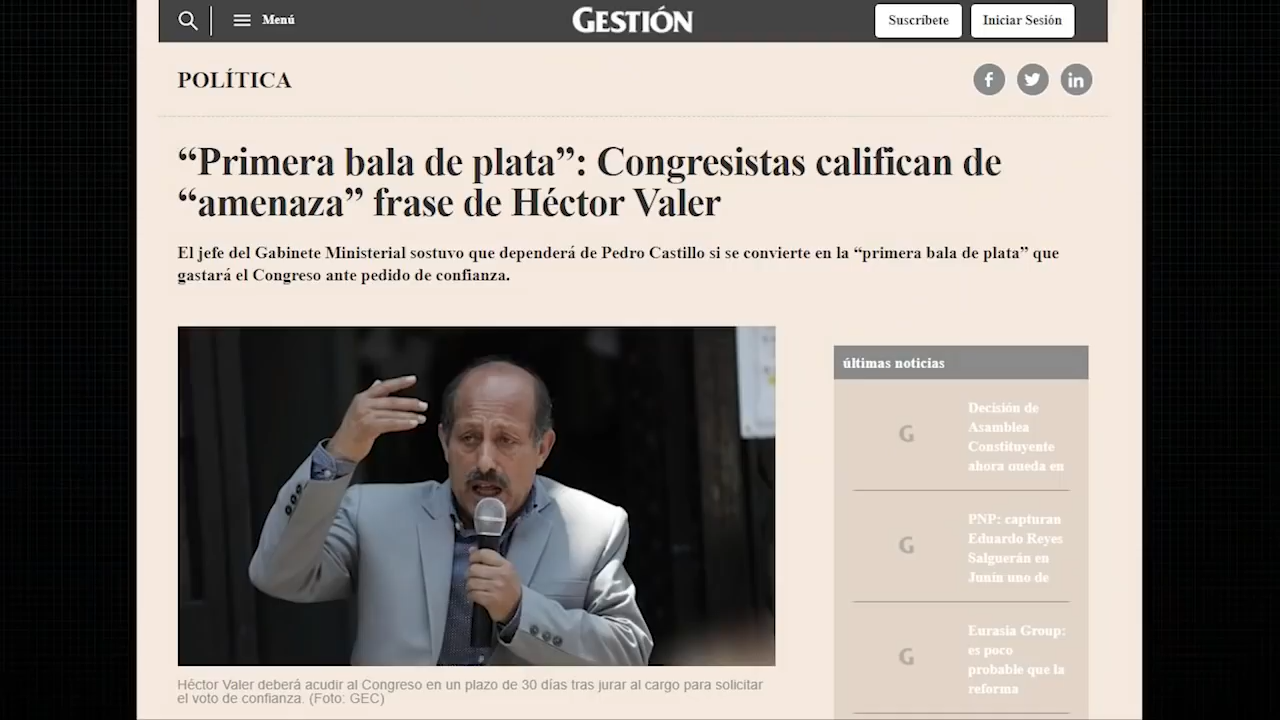 Menú
GESTIÓN
Suscríbete
Iniciar Sesión
POLÍTICA
“Primera bala de plata”: Congresistas califican de
“amenaza” frase de Héctor Valer
El jefe del Gabinete Ministerial sostuvo que dependerá de Pedro Castillo si se convierte en la “primera bala de plata” que
gastará el Congreso ante pedido de confianza.
Héctor Valer deberá acudir al Congreso en un plazo de 30 días tras jurar al cargo para solicitar
el voto de confianza. (Foto: GEC)
últimas noticias
G
Decisión de
Asamblea
Constituyente
ahora queda en
G
PNP: capturan
Eduardo Reyes
Salguerán en
Junín uno de
G
Eurasia Group:
es poco
probable que la
reforma